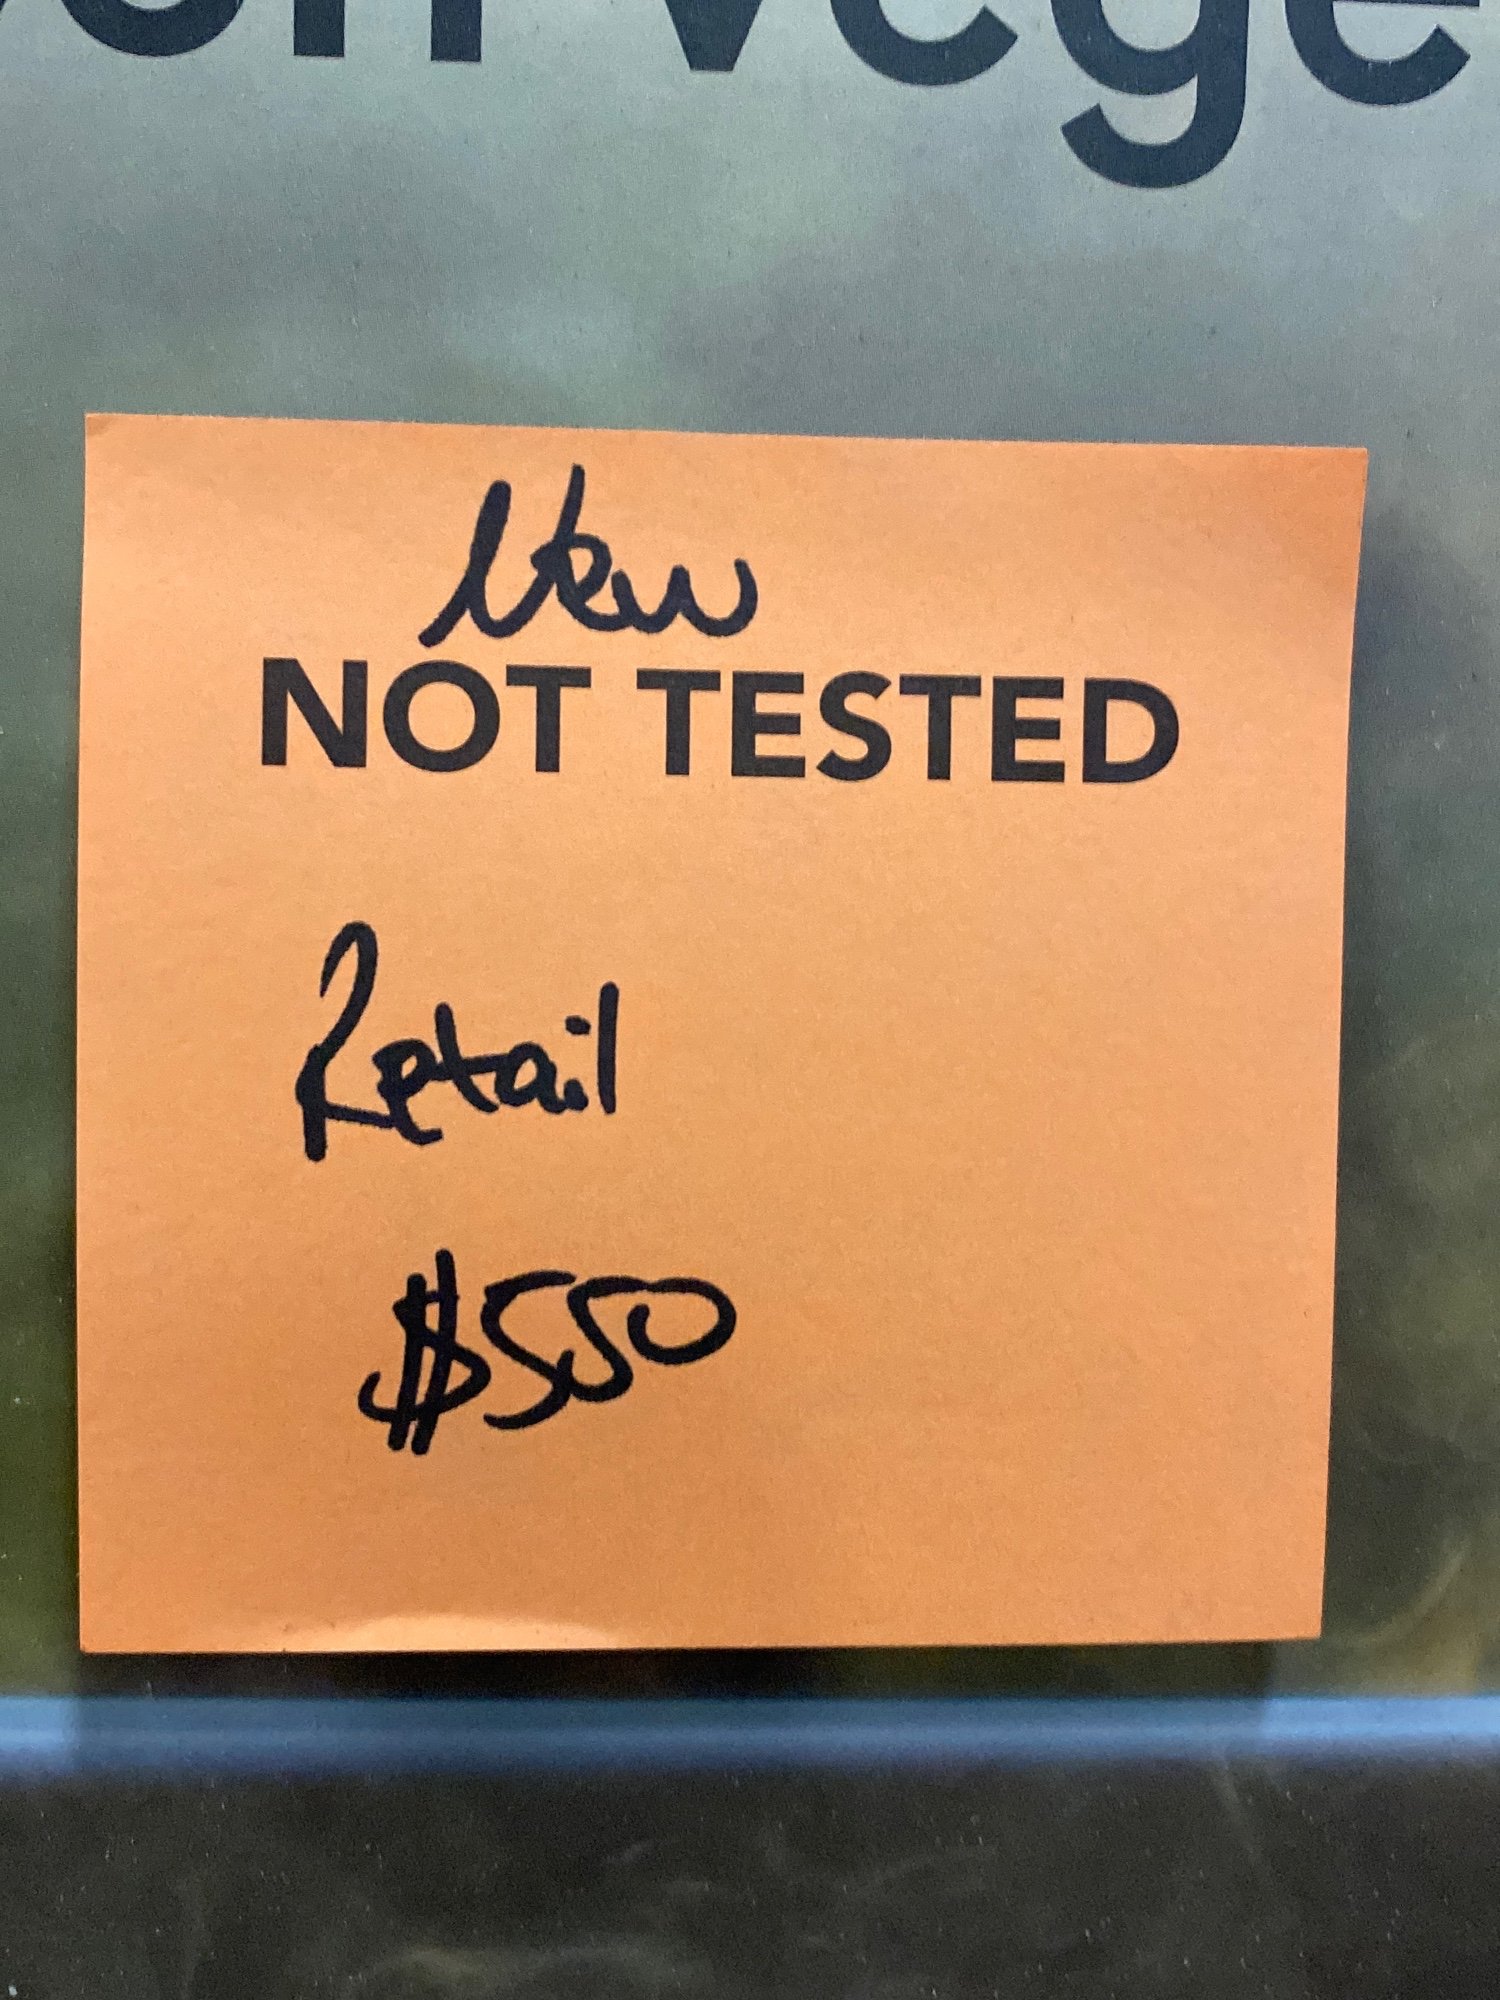 New
NOT TESTED
Retail
$550